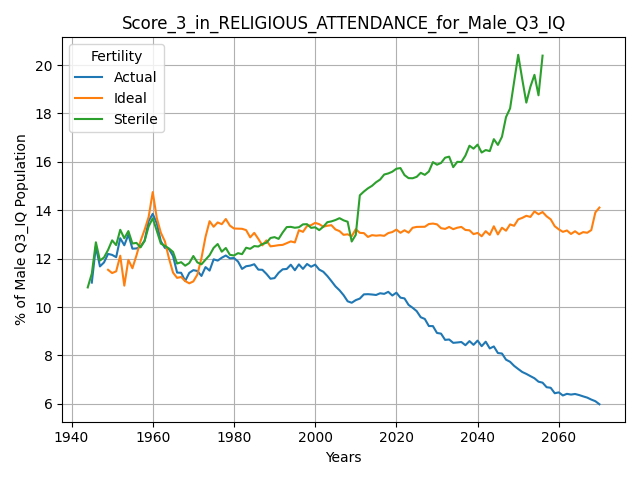 Score_3_in_RELIGIOUS_ATTENDANCE_for_Male_Q3_IQ
Fertility
Actual
Ideal
Sterile
% of Male Q3_IQ Population
20
18
16
14
12
10
8
6
1940 1960 1980 2000 2020 2040 2060
Years